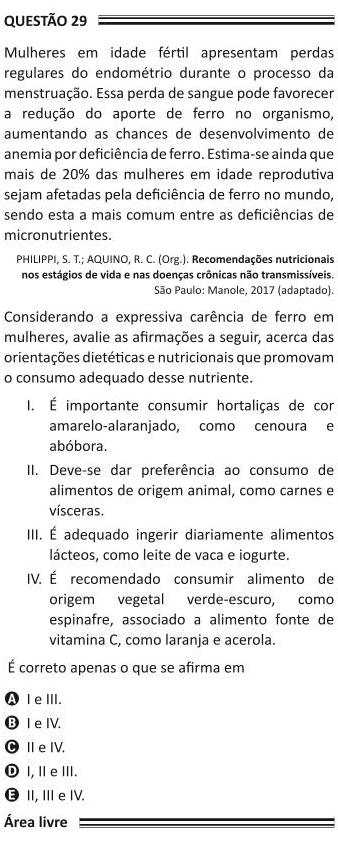 QUESTÃO 29
Mulheres em idade fértil apresentam perdas
regulares do endométrio durante o processo da
menstruação. Essa perda de sangue pode favorecer
a redução do aporte de ferro no organismo,
aumentando as chances de desenvolvimento de
anemia por deficiência de ferro. Estima-se ainda que
mais de 20% das mulheres em idade reprodutiva
sejam afetadas pela deficiência de ferro no mundo,
sendo esta a mais comum entre as deficiências de
micronutrientes.
PHILIPPI, S. T.; AQUINO, R. C. (Org.). Recomendações nutricionais
nos estágios de vida e nas doenças crônicas não transmissíveis.
São Paulo: Manole, 2017 (adaptado).
Considerando a expressiva carência de ferro em
mulheres, avalie as afirmações a seguir, acerca das
orientações dietéticas e nutricionais que promovam
o consumo adequado desse nutriente.
I. É importante consumir hortaliças de cor
amarelo-alaranjado, como cenoura e
abóbora.
II. Deve-se dar preferência ao consumo de
alimentos de origem animal, como carnes e
vísceras.
III. É adequado ingerir diariamente alimentos
lácteos, como leite de vaca e iogurte.
IV. É recomendado consumir alimento de
origem vegetal verde-escuro, como
espinafre, associado a alimento fonte de
vitamina C, como laranja e acerola.
É correto apenas o que se afirma em
A I e III.
B I e IV.
C II e IV.
D I, II e III.
E II, III e IV.
Área livre